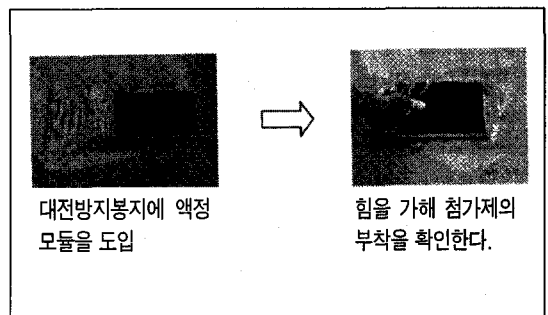 대전방지봉지에 액정
모듈을 도입
힘을 가해 첨가제의
부착을 확인한다.